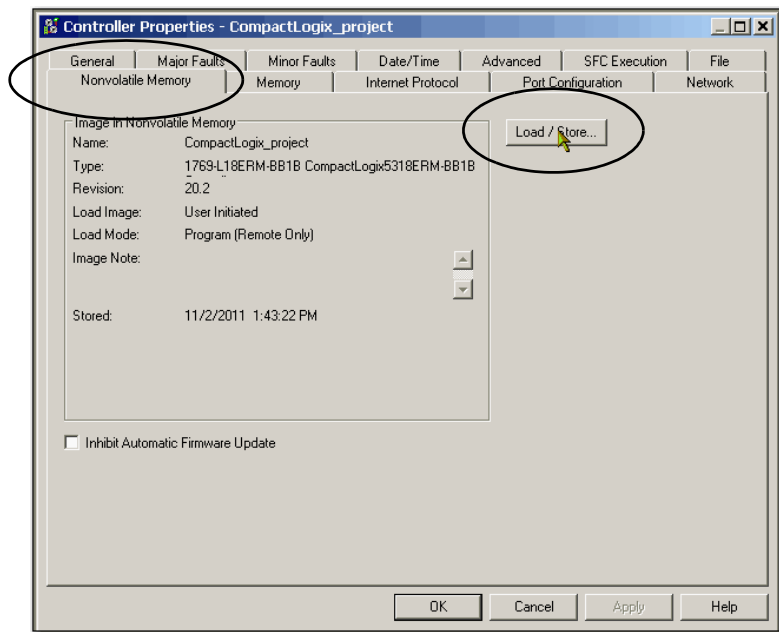 Controller Properties - CompactLogix_project
General Major Faults Minor Faults Date/Time Advanced SFC Execution File
Nonvolatile Memory Memory Internet Protocol Port Configuration Network
Image In Nonvolatile Memory
Load / Store...
Name: CompactLogix_project
Type: 1769-L18ERM-BB1B CompactLogix5318ERM-BB1B
Revision: 20.2
Load Image: User Initiated
Load Mode: Program (Remote Only)
Image Note:
Stored: 11/2/2011 1:43:22 PM
Inhibit Automatic Firmware Update
OK Cancel Apply Help